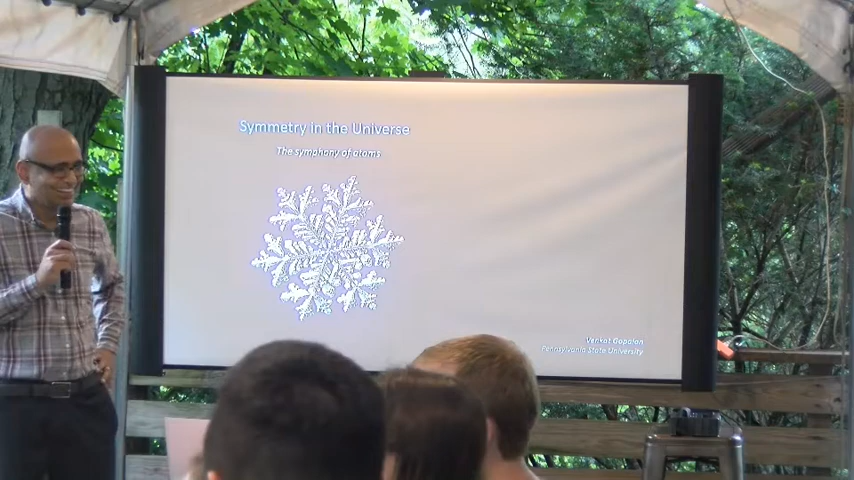 Symmetry in the Universe
The symphony of atoms
Venkat Gopalan
Pennsylvania State University